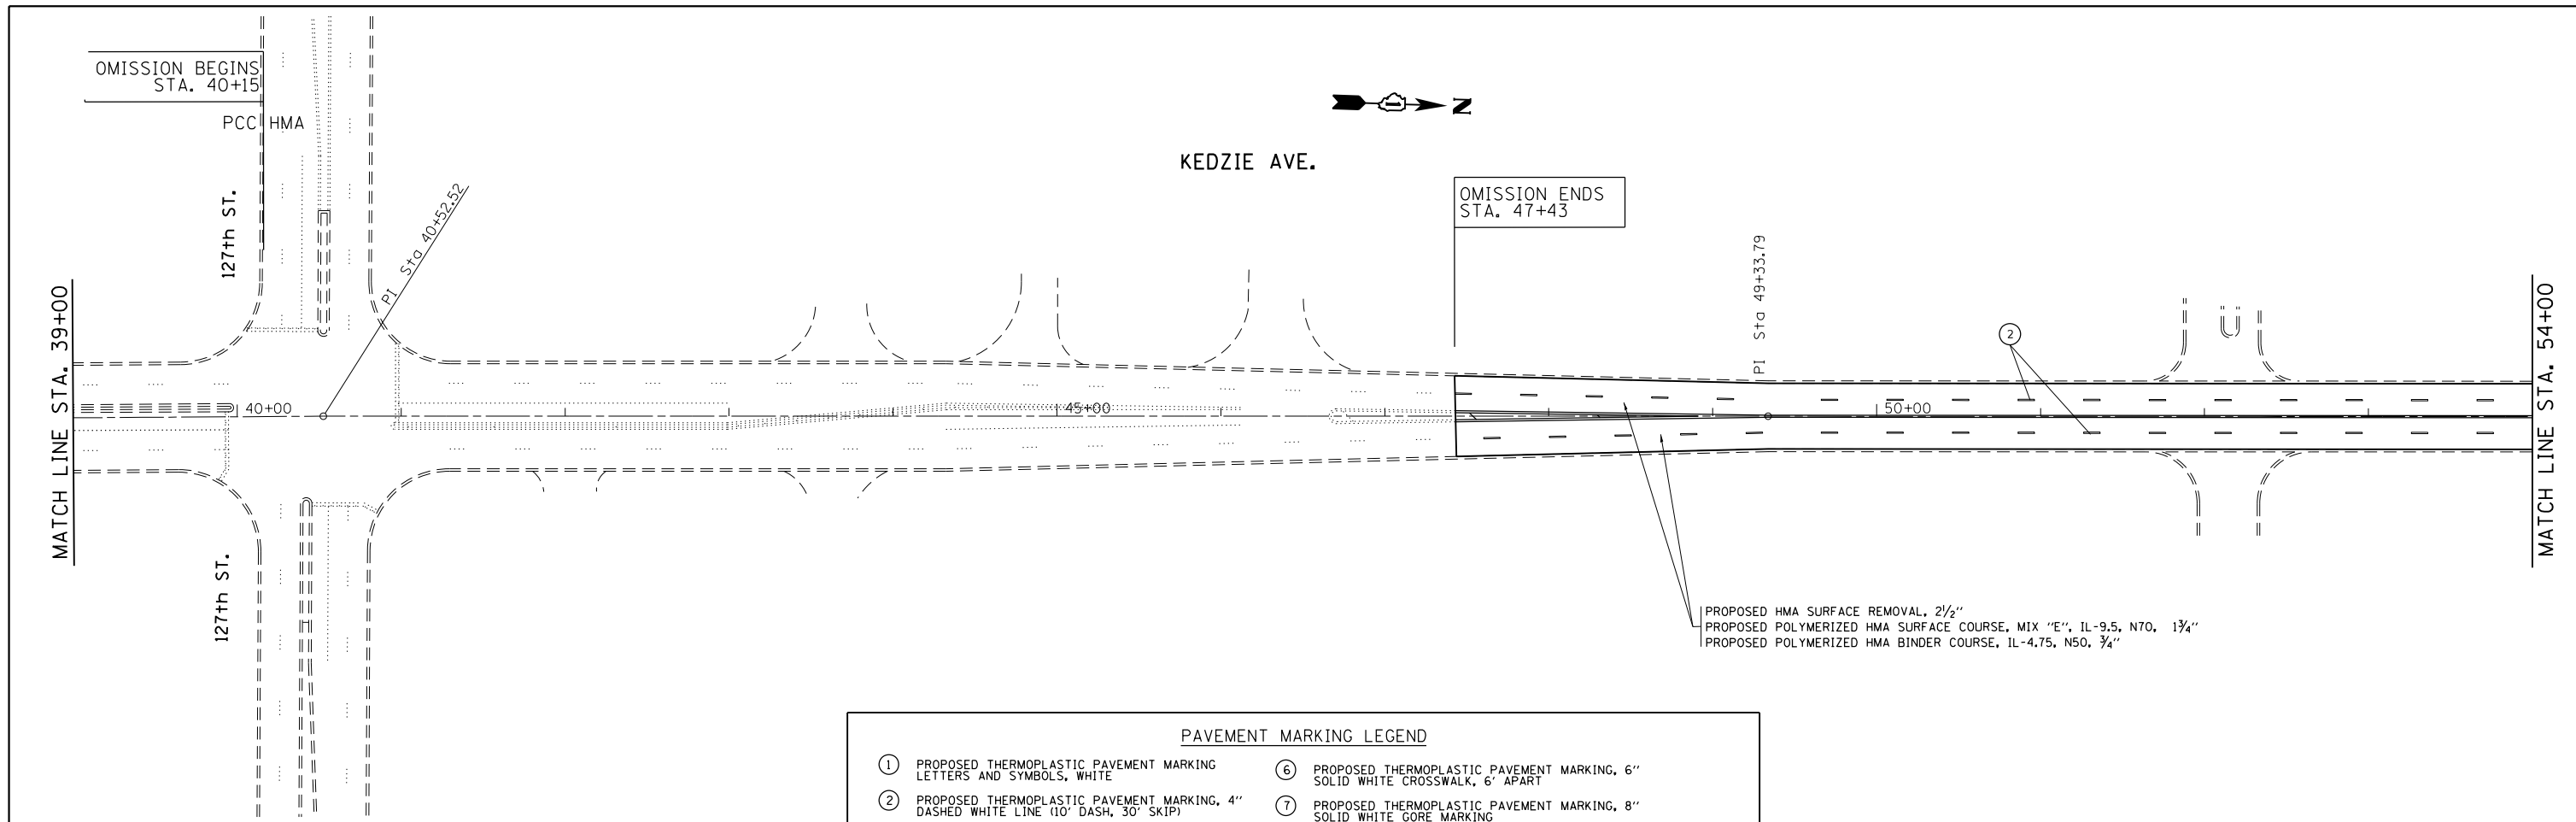 OMISSION BEGINS
STA. 40+15
PCC HMA
N
KEDZIE AVE.
127th ST.
PI Sta 40+52.52
OMISSION ENDS
STA. 47+43
PI Sta 49+33.79
MATCH LINE STA. 39+00
MATCH LINE STA. 54+00
2
40+00
45+00
50+00
127th ST.
PROPOSED HMA SURFACE REMOVAL, 2½"
PROPOSED POLYMERIZED HMA SURFACE COURSE, MIX "E", IL-9.5, N70, 1¾"
PROPOSED POLYMERIZED HMA BINDER COURSE, IL-4.75, N50, ¾"
PAVEMENT MARKING LEGEND
1 PROPOSED THERMOPLASTIC PAVEMENT MARKING
LETTERS AND SYMBOLS, WHITE
2 PROPOSED THERMOPLASTIC PAVEMENT MARKING, 4"
DASHED WHITE LINE (10' DASH, 30' SKIP)
6 PROPOSED THERMOPLASTIC PAVEMENT MARKING, 6"
SOLID WHITE CROSSWALK, 6' APART
7 PROPOSED THERMOPLASTIC PAVEMENT MARKING, 8"
SOLID WHITE GORE MARKING